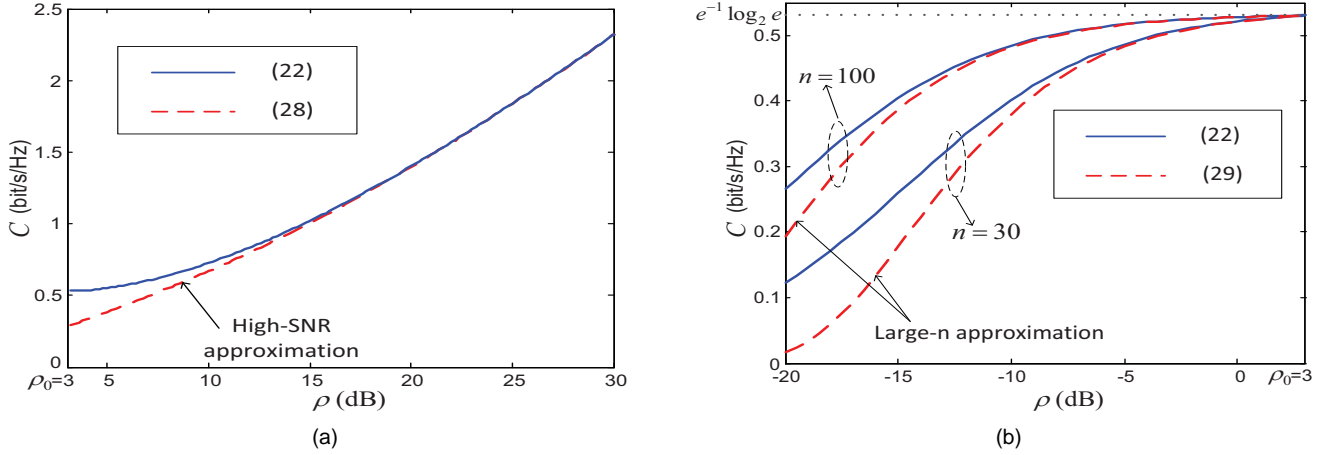 2.5
2
1.5
1
0.5
0
C (bit/s/Hz)
(22)
(28)
High-SNR
approximation
ρ₀=3
5
10
15
20
25
30
ρ (dB)
(a)
e⁻¹ log₂ e
0.5
0.4
0.3
0.2
0.1
0
C (bit/s/Hz)
n = 100
n = 30
(22)
(29)
Large-n approximation
-20
-15
-10
-5
0
ρ₀=3
ρ (dB)
(b)